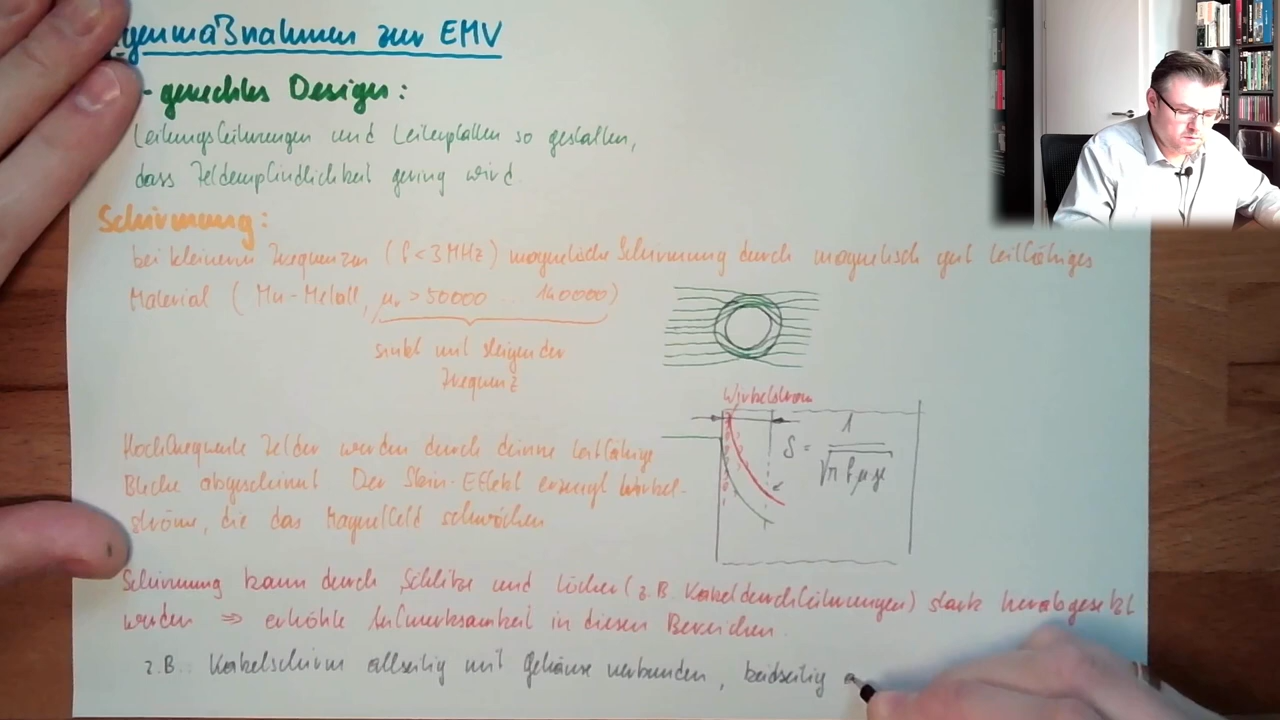 genmaßnahmen zur EMV
- gerechtes Design:
Leitungsführungen und Leiterplatten so gestalten,
dass Feldempfindlichkeit gering wird.
Schirmung:
bei kleineren Frequenzen (f < 3 MHz) magnetische Schirmung durch magnetisch gut leitfähiges
Material (Mu-Metall, μr > 50000 ... 140000)
sinkt mit steigender
Frequenz
Wirbelstrom
δ = 1 / √(π f μ ϰ)
Hochfrequente Felder werden durch dünne leitfähige
Bleche abgeschirmt. Der Skin-Effekt erzeugt Wirbel-
ströme, die das Magnetfeld schwächen
Schirmung kann durch Schlitze und Löcher (z.B. Kabeldurchführungen) stark herabgesetzt
werden ⇒ erhöhte Aufmerksamkeit in diesen Bereichen.
z.B. Kabelschirm allseitig mit Gehäuse verbunden, beidseitig